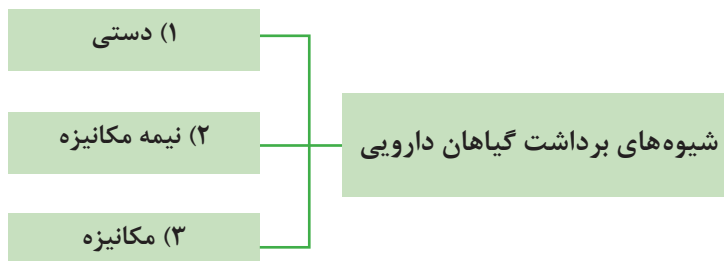 شیوه‌های برداشت گیاهان دارویی
۱) دستی
۲) نیمه مکانیزه
۳) مکانیزه